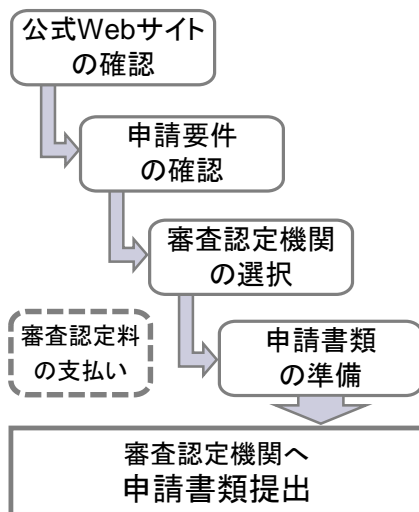 公式Webサイト
の確認
申請要件
の確認
審査認定機関
の選択
審査認定料
の支払い
申請書類
の準備
審査認定機関へ
申請書類提出